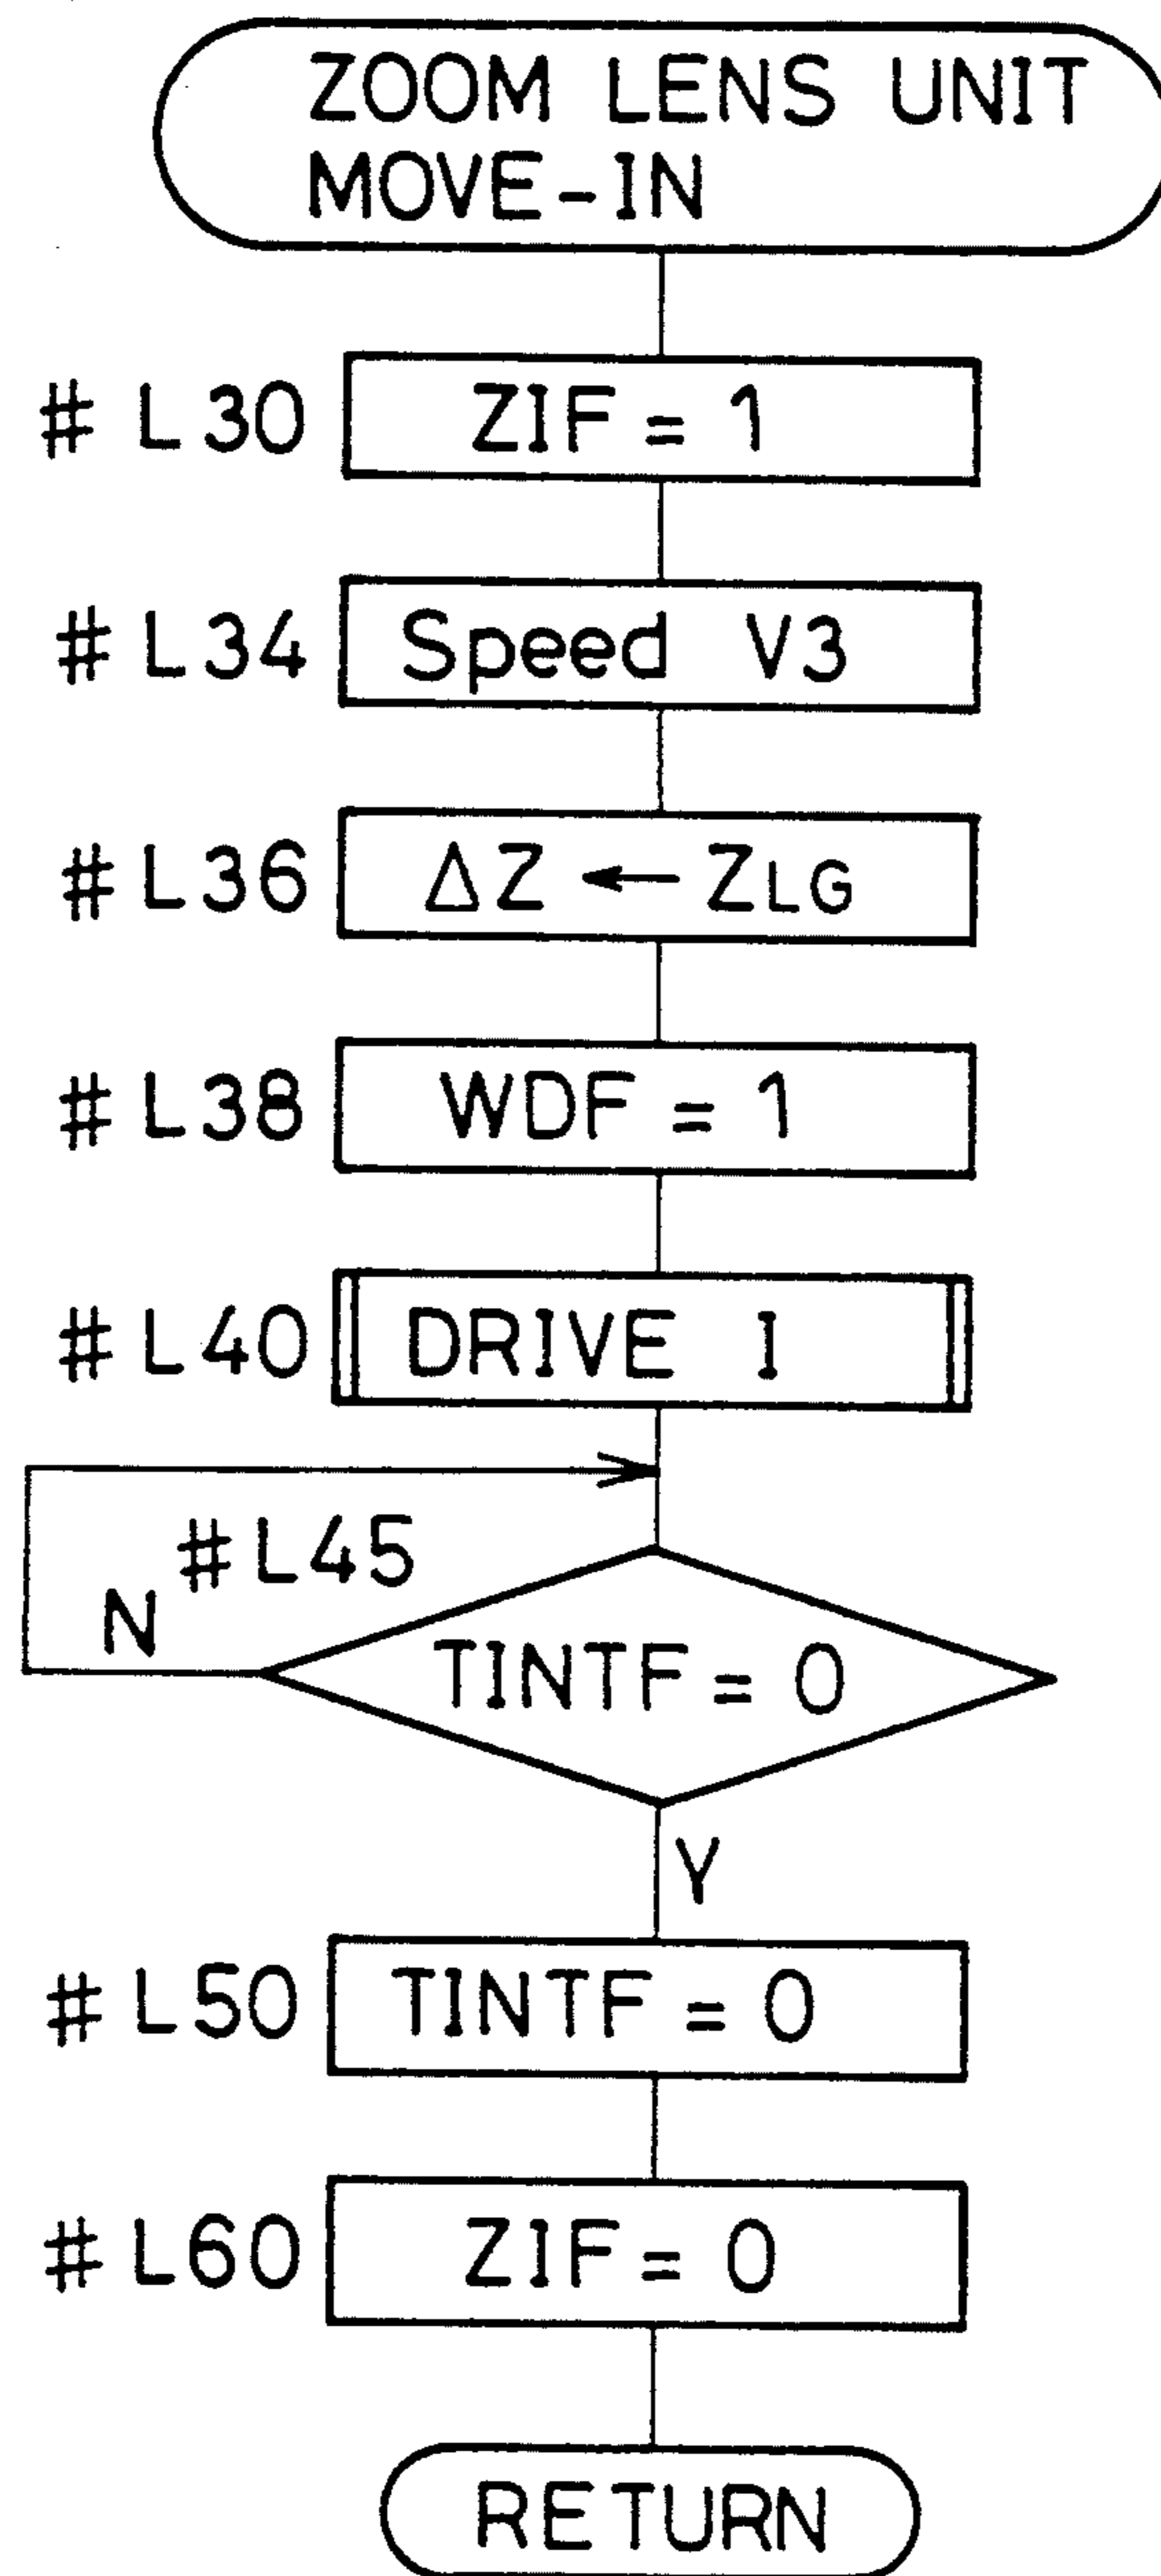 ZOOM LENS UNIT
MOVE-IN
# L30 ZIF = 1
# L34 Speed V3
# L36 ΔZ ← ZLG
# L38 WDF = 1
# L40 DRIVE I
# L45
N
TINTF = 0
Y
# L50 TINTF = 0
# L60 ZIF = 0
RETURN